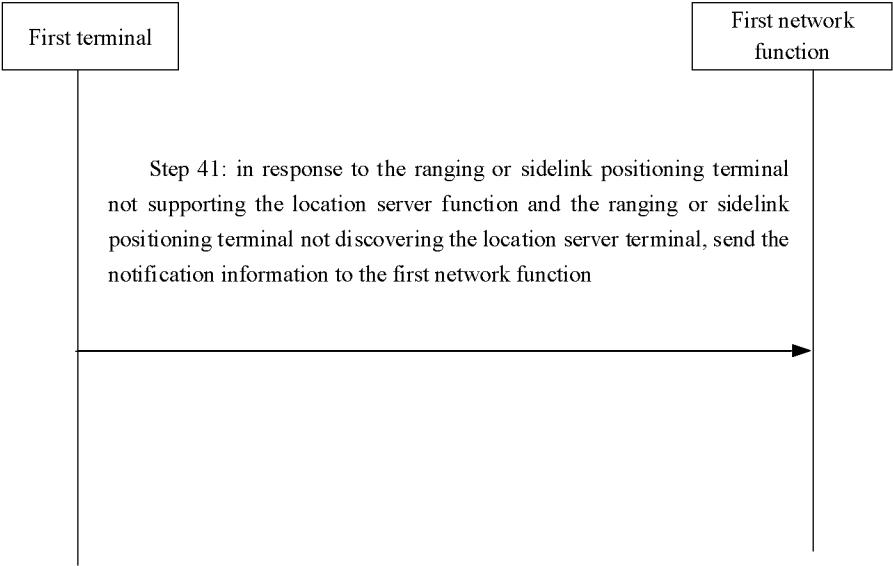 First terminal
First network
function
Step 41: in response to the ranging or sidelink positioning terminal
not supporting the location server function and the ranging or sidelink
positioning terminal not discovering the location server terminal, send the
notification information to the first network function